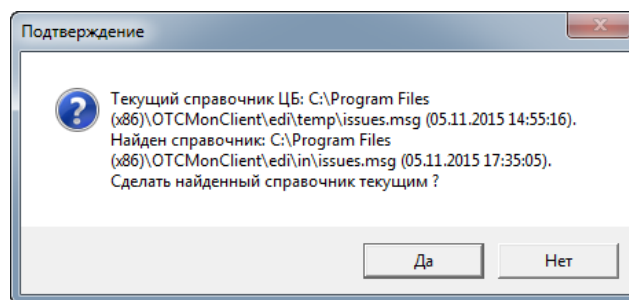 Подтверждение
Текущий справочник ЦБ: C:\Program Files
(x86)\OTCMonClient\edi\temp\issues.msg (05.11.2015 14:55:16).
Найден справочник: C:\Program Files
(x86)\OTCMonClient\edi\in\issues.msg (05.11.2015 17:35:05).
Сделать найденный справочник текущим ?
Да
Нет